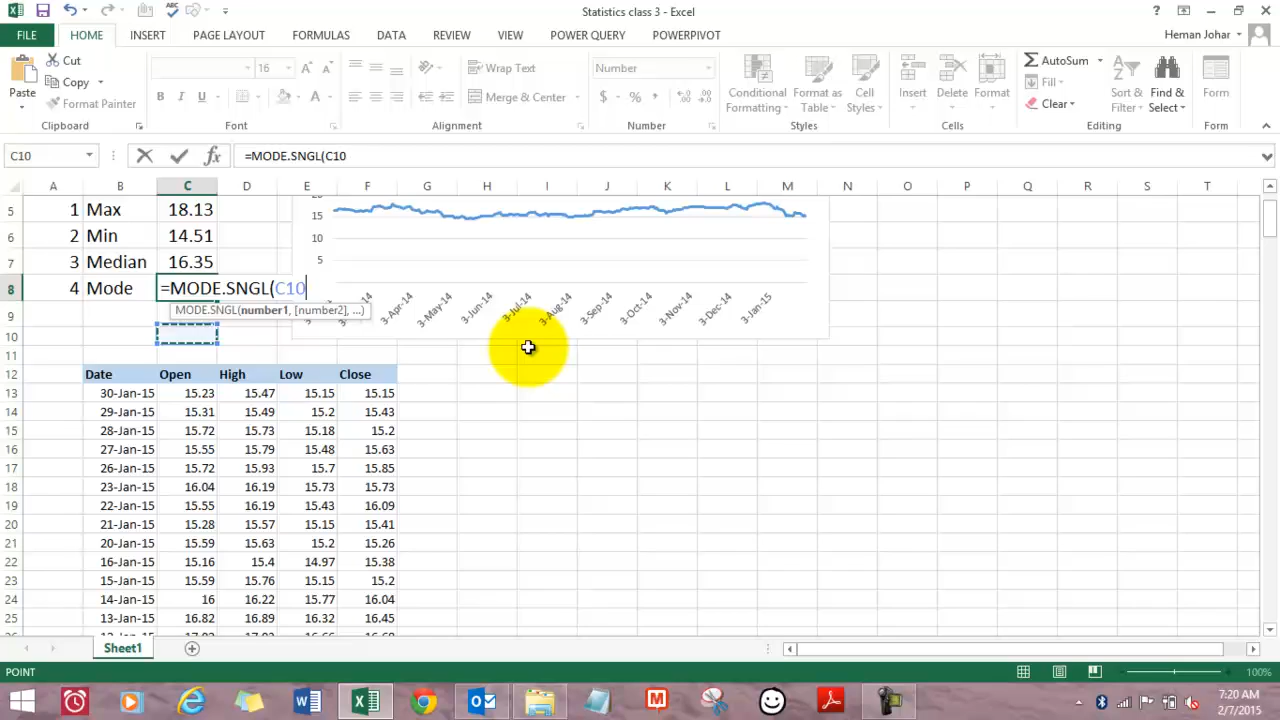 Statistics class 3 - Excel
FILE HOME INSERT PAGE LAYOUT FORMULAS DATA REVIEW VIEW POWER QUERY POWERPIVOT Heman Johar
Paste Cut Copy Format Painter
Clipboard
16
B I U A
Font
Wrap Text
Merge & Center
Alignment
Number
$ % ,
Number
Conditional Formatting Format as Table Cell Styles
Styles
Insert Delete Format
Cells
AutoSum Fill Clear Sort & Filter Find & Select
Editing
Form
Form
C10 fx =MODE.SNGL(C10
A B C D E F G H I J K L M N O P Q R S T
5 1 Max 18.13
6 2 Min 14.51
7 3 Median 16.35
8 4 Mode =MODE.SNGL(C10
MODE.SNGL(number1, [number2], ...)
9
10
11
15
10
5
3-Apr-14 3-May-14 3-Jun-14 3-Jul-14 3-Aug-14 3-Sep-14 3-Oct-14 3-Nov-14 3-Dec-14 3-Jan-15
12 Date Open High Low Close
13 30-Jan-15 15.23 15.47 15.15 15.15
14 29-Jan-15 15.31 15.49 15.2 15.43
15 28-Jan-15 15.72 15.73 15.18 15.2
16 27-Jan-15 15.55 15.79 15.48 15.63
17 26-Jan-15 15.72 15.93 15.7 15.85
18 23-Jan-15 16.04 16.19 15.73 15.73
19 22-Jan-15 15.55 16.19 15.43 16.09
20 21-Jan-15 15.28 15.57 15.15 15.41
21 20-Jan-15 15.59 15.63 15.2 15.26
22 16-Jan-15 15.16 15.4 14.97 15.38
23 15-Jan-15 15.59 15.76 15.15 15.2
24 14-Jan-15 16 16.22 15.77 16.04
25 13-Jan-15 16.82 16.89 16.32 16.45
Sheet1
POINT 100%
7:20 AM
2/7/2015